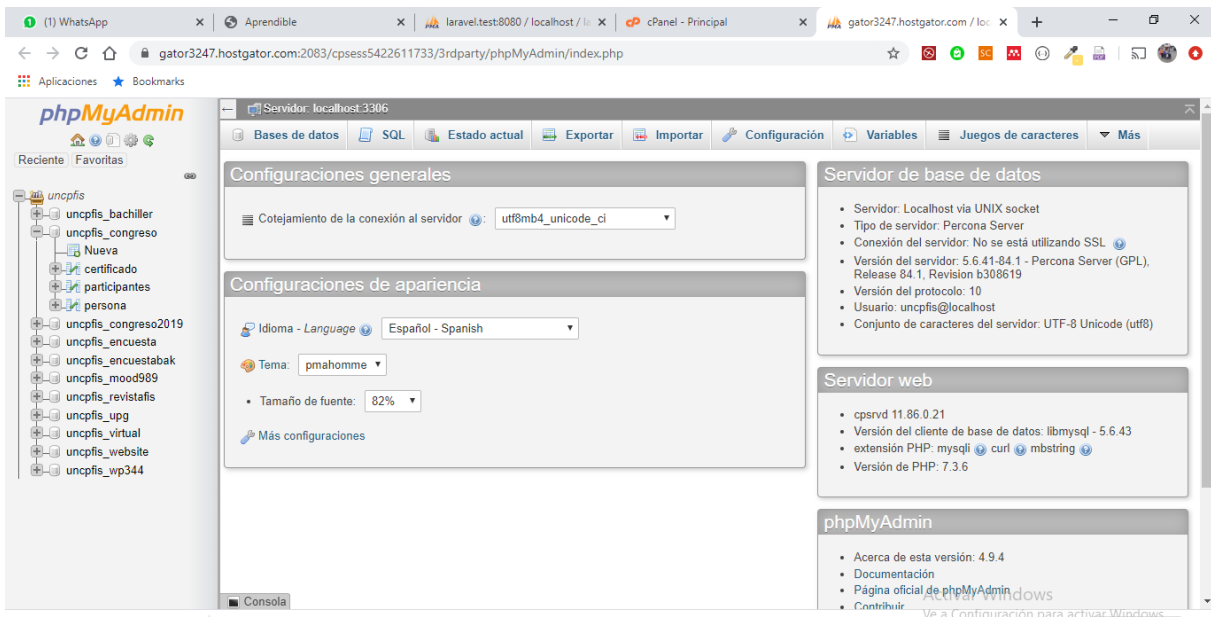 (1) WhatsApp
Aprendible
laravel.test:8080 / localhost / la
cPanel - Principal
gator3247.hostgator.com / loc
gator3247.hostgator.com:2083/cpsess5422611733/3rdparty/phpMyAdmin/index.php
Aplicaciones
Bookmarks
phpMyAdmin
Reciente
Favoritas
uncpfis
uncpfis_bachiller
uncpfis_congreso
Nueva
certificado
participantes
persona
uncpfis_congreso2019
uncpfis_encuesta
uncpfis_encuestabak
uncpfis_mood989
uncpfis_revistafis
uncpfis_upg
uncpfis_virtual
uncpfis_website
uncpfis_wp344
Servidor: localhost:3306
Bases de datos
SQL
Estado actual
Exportar
Importar
Configuración
Variables
Juegos de caracteres
Más
Configuraciones generales
Cotejamiento de la conexión al servidor :
utf8mb4_unicode_ci
Configuraciones de apariencia
Idioma - Language
Español - Spanish
Tema:
pmahomme
• Tamaño de fuente:
82%
Más configuraciones
Servidor de base de datos
• Servidor: Localhost via UNIX socket
• Tipo de servidor: Percona Server
• Conexión del servidor: No se está utilizando SSL
• Versión del servidor: 5.6.41-84.1 - Percona Server (GPL),
Release 84.1, Revision b308619
• Versión del protocolo: 10
• Usuario: uncpfis@localhost
• Conjunto de caracteres del servidor: UTF-8 Unicode (utf8)
Servidor web
• cpsrvd 11.86.0.21
• Versión del cliente de base de datos: libmysql - 5.6.43
• extensión PHP: mysqli curl mbstring
• Versión de PHP: 7.3.6
phpMyAdmin
• Acerca de esta versión: 4.9.4
• Documentación
• Página oficial de phpMyAdmin
• Contribuir
Consola
Activar Windows
Ve a Configuración para activar Windows.